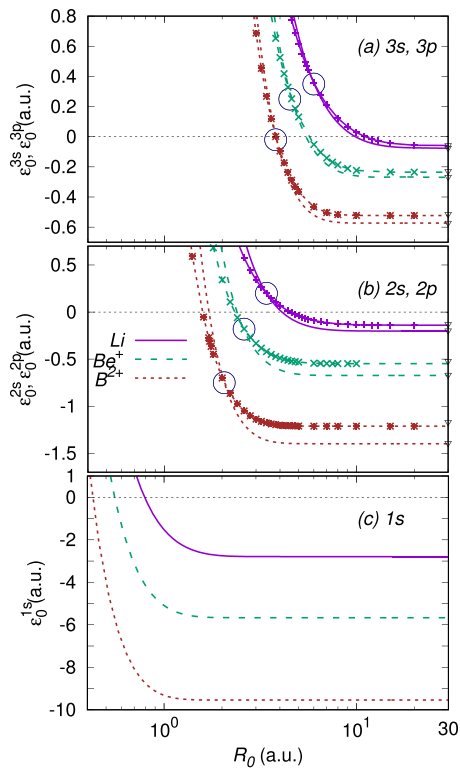 0.8
0.6
0.4
0.2
0
-0.2
-0.4
-0.6
ε₀³ˢ, ε₀³ᵖ(a.u.)
(a) 3s, 3p
0.5
0
-0.5
-1
-1.5
ε₀²ˢ, ε₀²ᵖ(a.u.)
(b) 2s, 2p
Li
Be⁺
B²⁺
1
0
-2
-4
-6
-8
-10
ε₀¹ˢ(a.u.)
(c) 1s
10⁰ 10¹ 30
R₀ (a.u.)